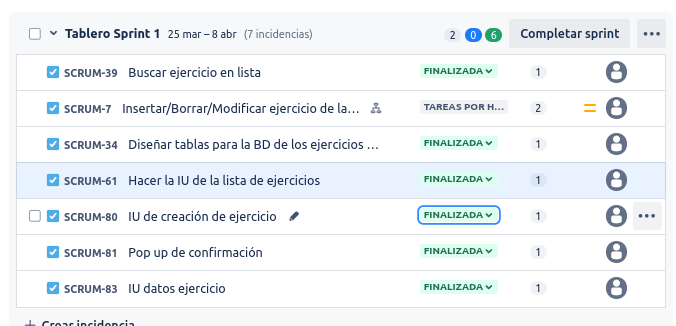 Tablero Sprint 1 25 mar – 8 abr (7 incidencias) 2 0 6 Completar sprint
SCRUM-39 Buscar ejercicio en lista FINALIZADA 1
SCRUM-7 Insertar/Borrar/Modificar ejercicio de la... TAREAS POR H... 2
SCRUM-34 Diseñar tablas para la BD de los ejercicios ... FINALIZADA 1
SCRUM-61 Hacer la IU de la lista de ejercicios FINALIZADA 1
SCRUM-80 IU de creación de ejercicio FINALIZADA 1
SCRUM-81 Pop up de confirmación FINALIZADA 1
SCRUM-83 IU datos ejercicio FINALIZADA 1
+ Crear incidencia